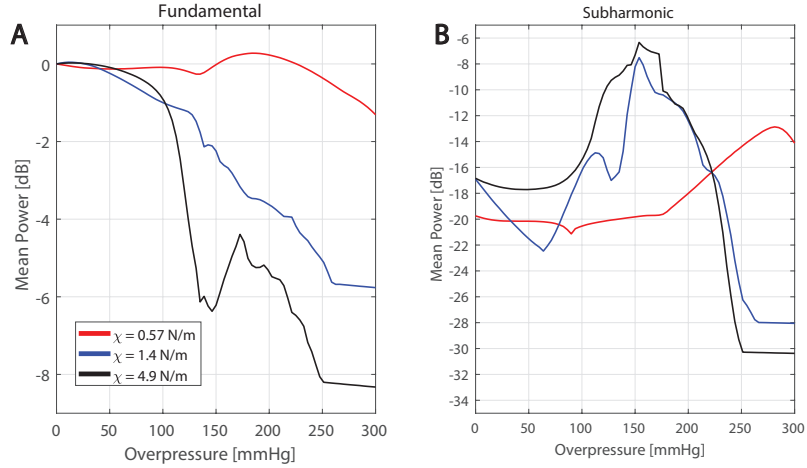 Fundamental
A
0
-2
-4
-6
-8
Mean Power [dB]
χ = 0.57 N/m
χ = 1.4 N/m
χ = 4.9 N/m
0 50 100 150 200 250 300
Overpressure [mmHg]
Subharmonic
B
-6
-8
-10
-12
-14
-16
-18
-20
-22
-24
-26
-28
-30
-32
-34
Mean Power [dB]
0 50 100 150 200 250 300
Overpressure [mmHg]